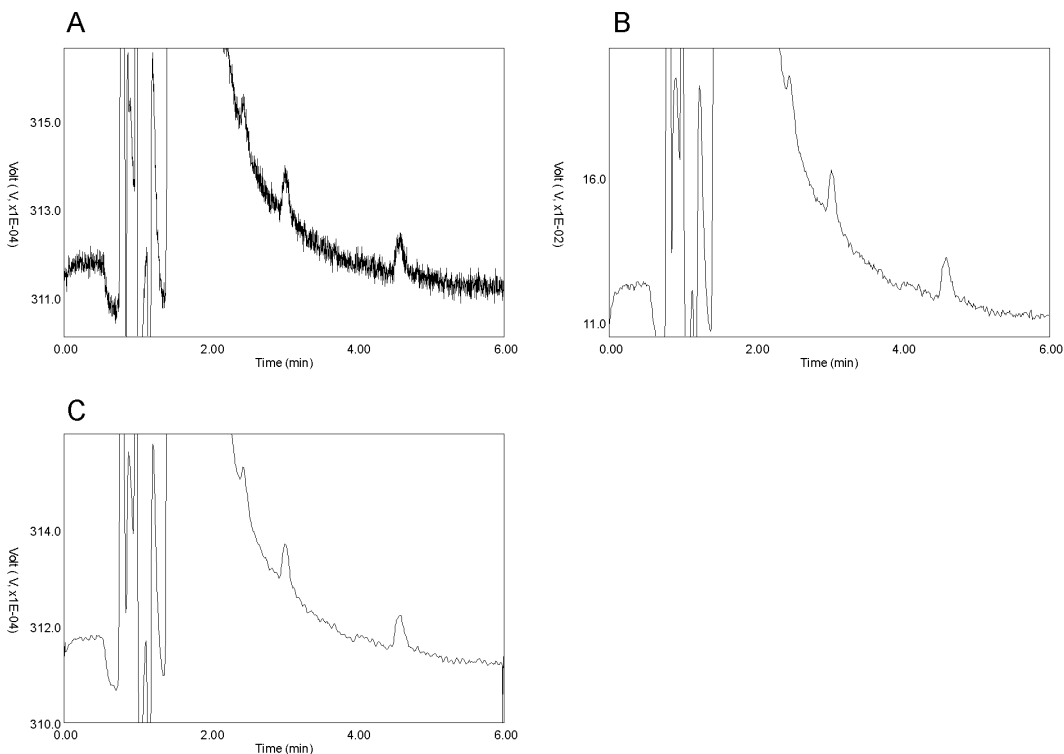 A
315.0
313.0
311.0
Volt ( V, x1E-04)
0.00
2.00
4.00
6.00
Time (min)
B
16.0
11.0
Volt ( V, x1E-02)
0.00
2.00
4.00
6.00
Time (min)
C
314.0
312.0
310.0
Volt ( V, x1E-04)
0.00
2.00
4.00
6.00
Time (min)